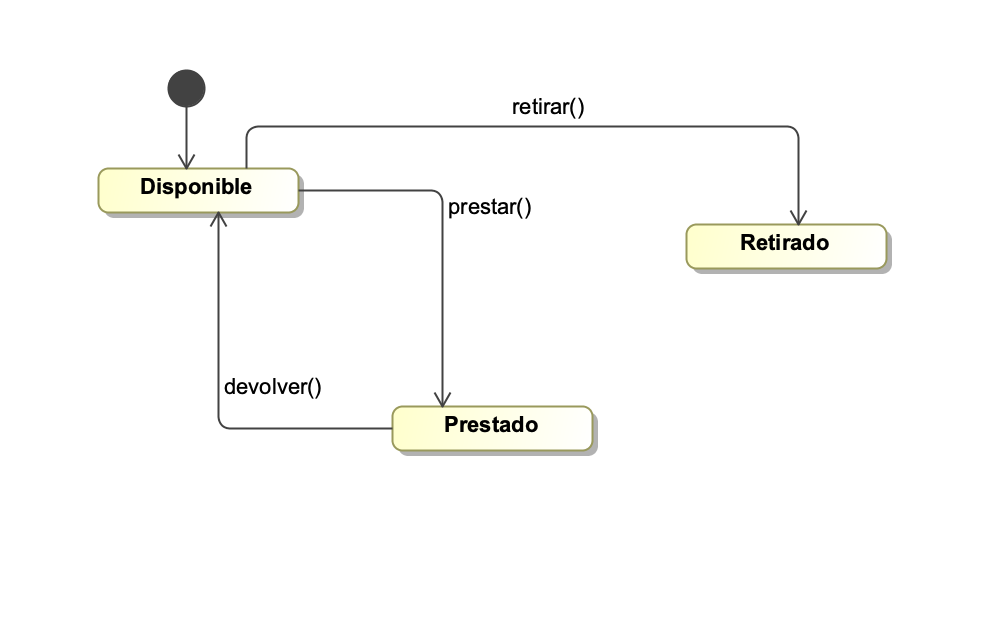 retirar()
Disponible
prestar()
Retirado
devolver()
Prestado